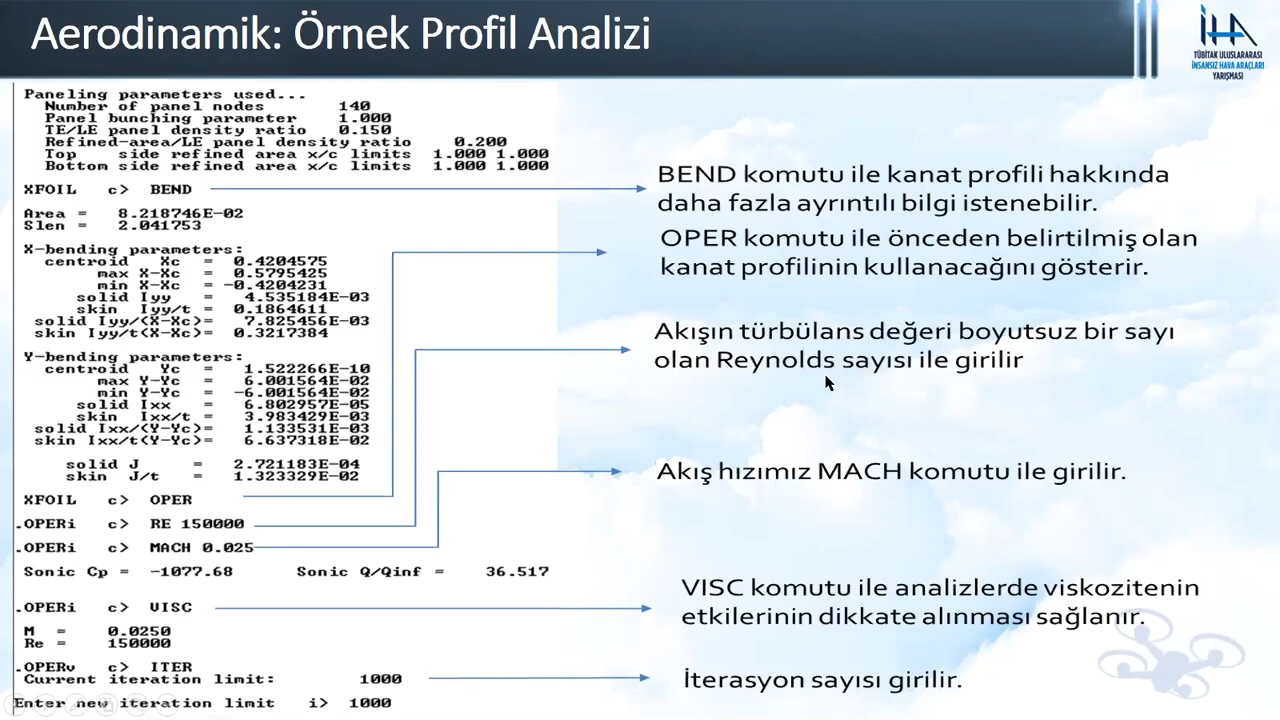 Aerodinamik: Örnek Profil Analizi
İHA
TÜBİTAK ULUSLARARASI
İNSANSIZ HAVA ARAÇLARI
YARIŞMASI
Paneling parameters used...
Number of panel nodes 140
Panel bunching parameter 1.000
TE/LE panel density ratio 0.150
Refined-area/LE panel density ratio 0.200
Top side refined area x/c limits 1.000 1.000
Bottom side refined area x/c limits 1.000 1.000
XFOIL c> BEND
Area = 8.218746E-02
Slen = 2.041753
X-bending parameters:
centroid Xc = 0.4204575
max X-Xc = 0.5795425
min X-Xc = -0.4204231
solid Iyy = 4.535184E-03
skin Iyy/t = 0.1864611
solid Iyy/(X-Xc)= 7.825456E-03
skin Iyy/t(X-Xc)= 0.3217384
Y-bending parameters:
centroid Yc = 1.522266E-10
max Y-Yc = 6.001564E-02
min Y-Yc = -6.001564E-02
solid Ixx = 6.802957E-05
skin Ixx/t = 3.983429E-03
solid Ixx/(Y-Yc)= 1.133531E-03
skin Ixx/t(Y-Yc)= 6.637318E-02
solid J = 2.721183E-04
skin J/t = 1.323329E-02
XFOIL c> OPER
.OPERi c> RE 150000
.OPERi c> MACH 0.025
Sonic Cp = -1077.68 Sonic Q/Qinf = 36.517
.OPERi c> VISC
M = 0.0250
Re = 150000
.OPERv c> ITER
Current iteration limit: 1000
Enter new iteration limit i> 1000
BEND komutu ile kanat profili hakkında
daha fazla ayrıntılı bilgi istenebilir.
OPER komutu ile önceden belirtilmiş olan
kanat profilinin kullanacağını gösterir.
Akışın türbülans değeri boyutsuz bir sayı
olan Reynolds sayısı ile girilir
Akış hızımız MACH komutu ile girilir.
VISC komutu ile analizlerde viskozitenin
etkilerinin dikkate alınması sağlanır.
İterasyon sayısı girilir.